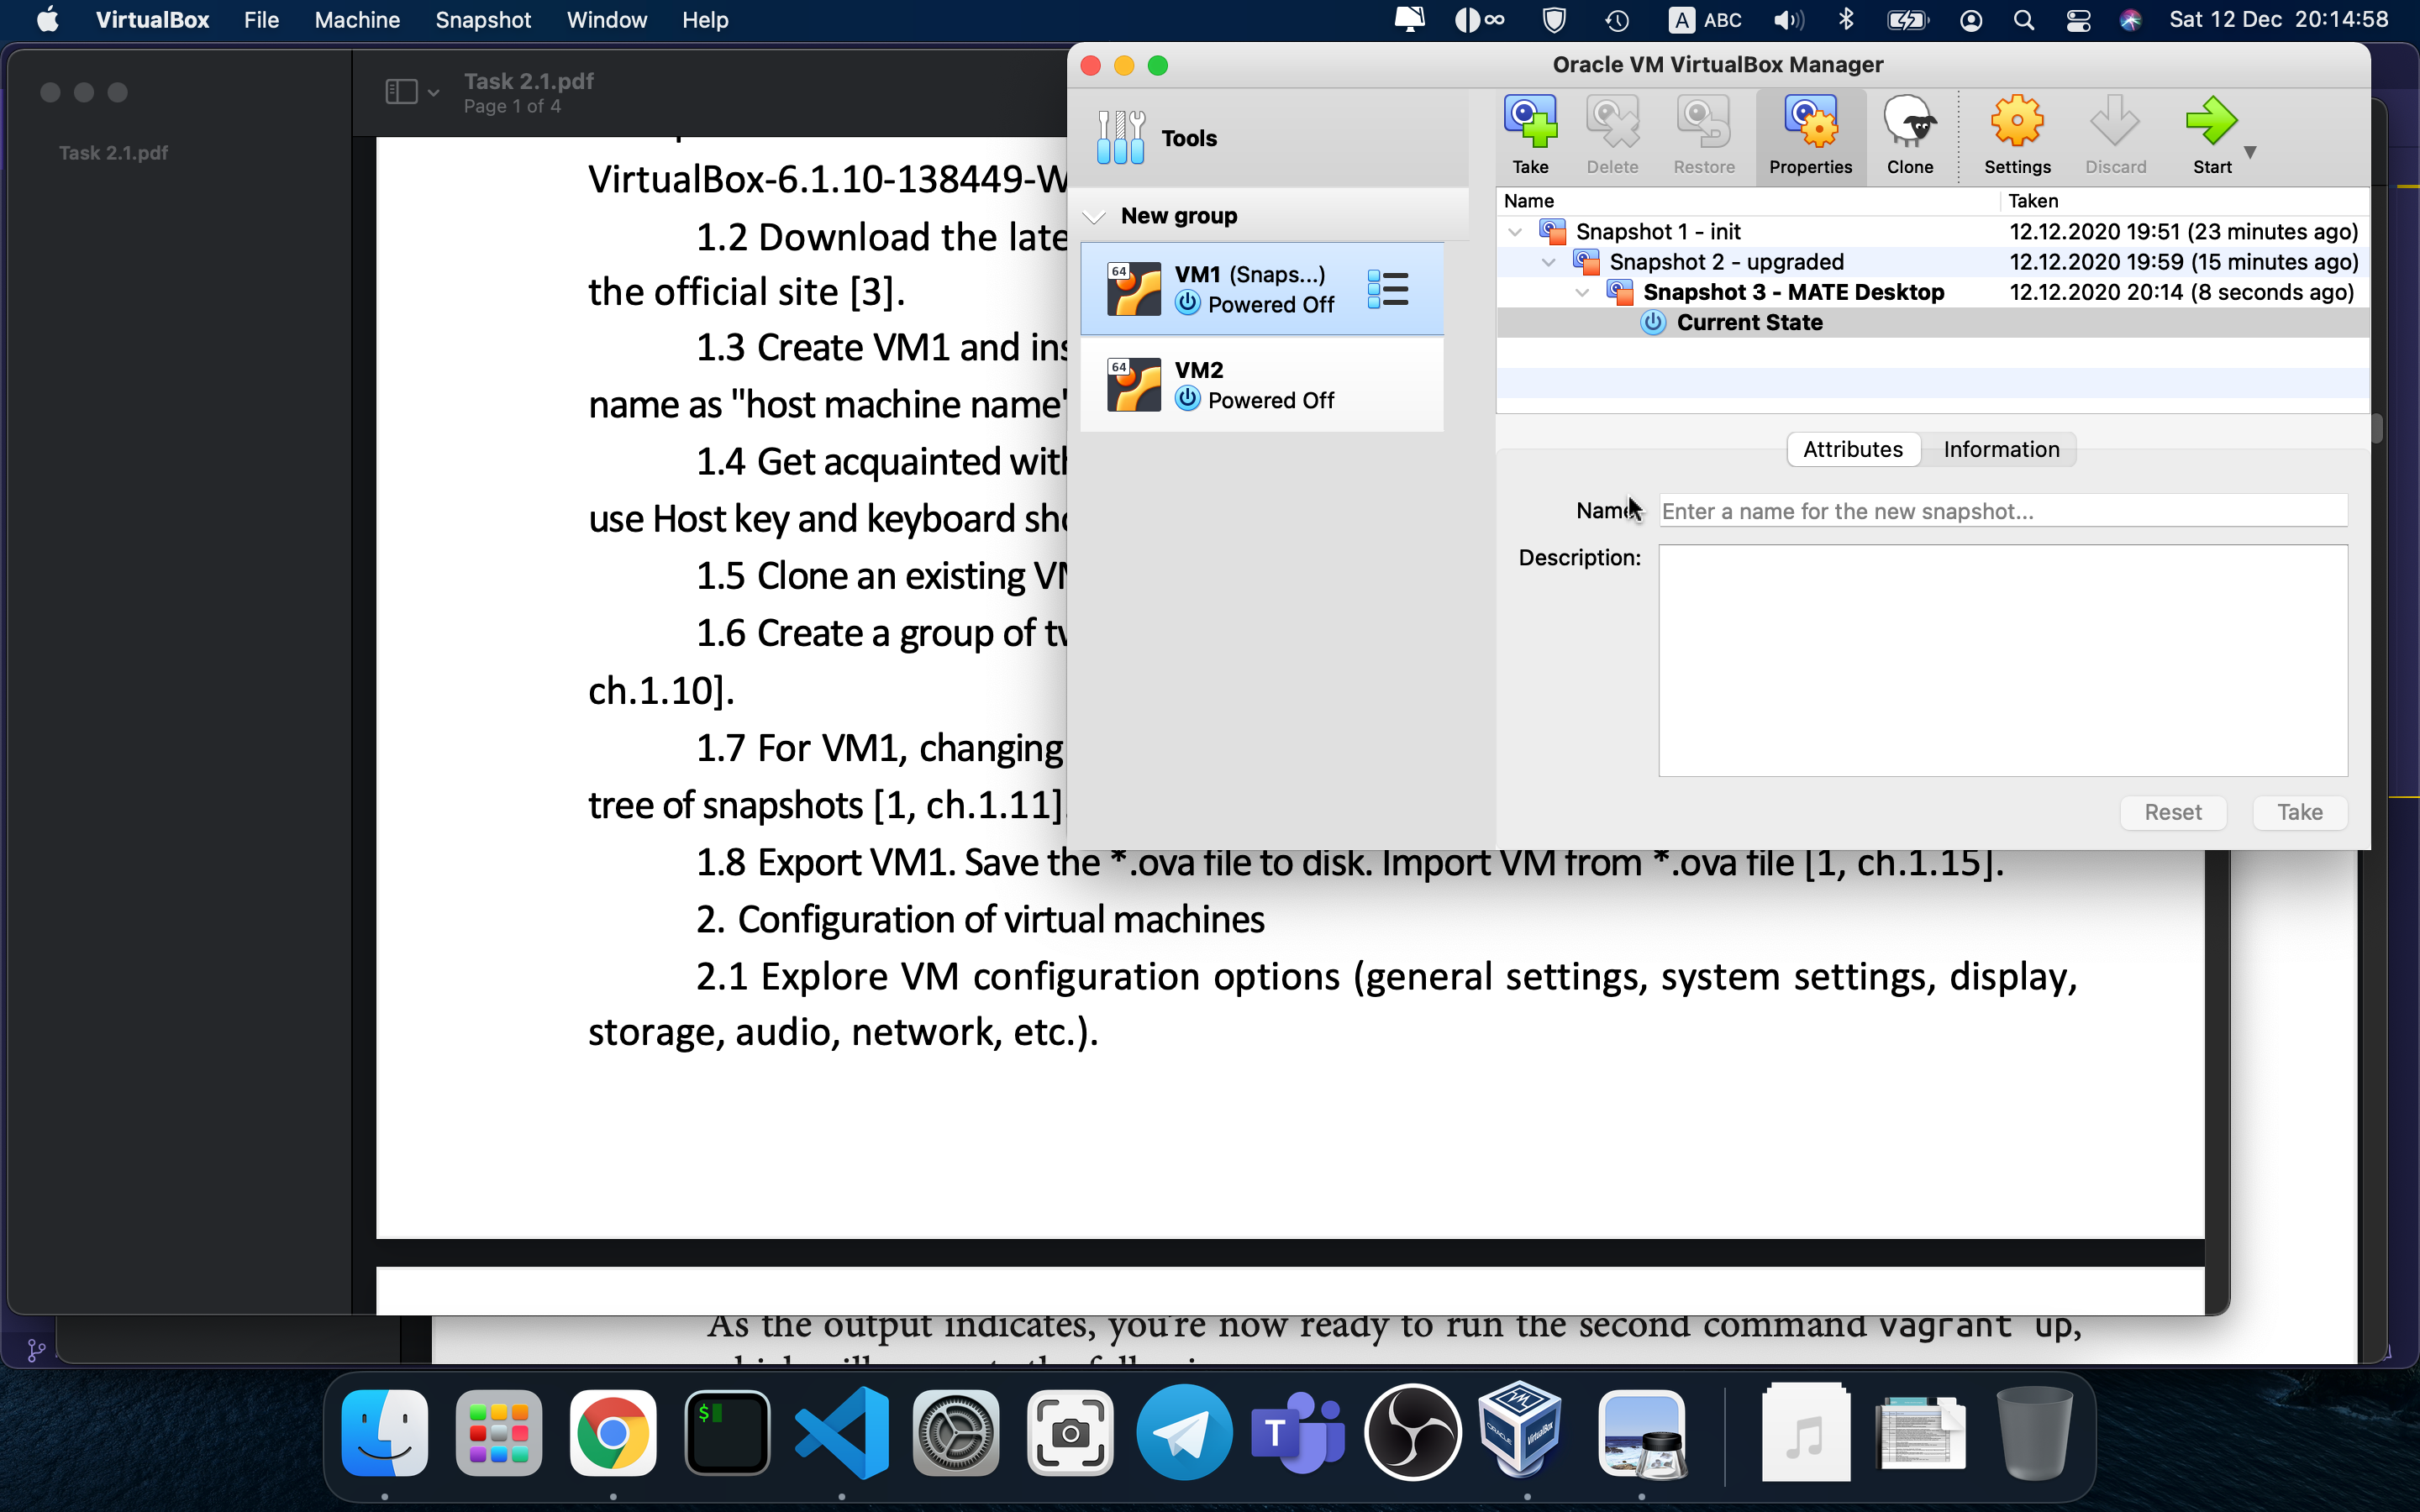 VirtualBox File Machine Snapshot Window Help
A ABC Sat 12 Dec 20:14:58
Task 2.1.pdf
Page 1 of 4
Task 2.1.pdf
VirtualBox-6.1.10-138449-W
1.2 Download the late
the official site [3].
1.3 Create VM1 and ins
name as "host machine name"
1.4 Get acquainted with
use Host key and keyboard sho
1.5 Clone an existing VM
1.6 Create a group of tw
ch.1.10].
1.7 For VM1, changing
tree of snapshots [1, ch.1.11].
1.8 Export VM1. Save the *.ova file to disk. Import VM from *.ova file [1, ch.1.15].
2. Configuration of virtual machines
2.1 Explore VM configuration options (general settings, system settings, display,
storage, audio, network, etc.).
As the output indicates, you're now ready to run the second command vagrant up,
Oracle VM VirtualBox Manager
Tools
New group
64
VM1 (Snaps...)
Powered Off
64
VM2
Powered Off
Take Delete Restore Properties Clone Settings Discard Start
Name Taken
Snapshot 1 - init 12.12.2020 19:51 (23 minutes ago)
Snapshot 2 - upgraded 12.12.2020 19:59 (15 minutes ago)
Snapshot 3 - MATE Desktop 12.12.2020 20:14 (8 seconds ago)
Current State
Attributes Information
Name: Enter a name for the new snapshot...
Description:
Reset Take
$
T
ORACLE
VirtualBox